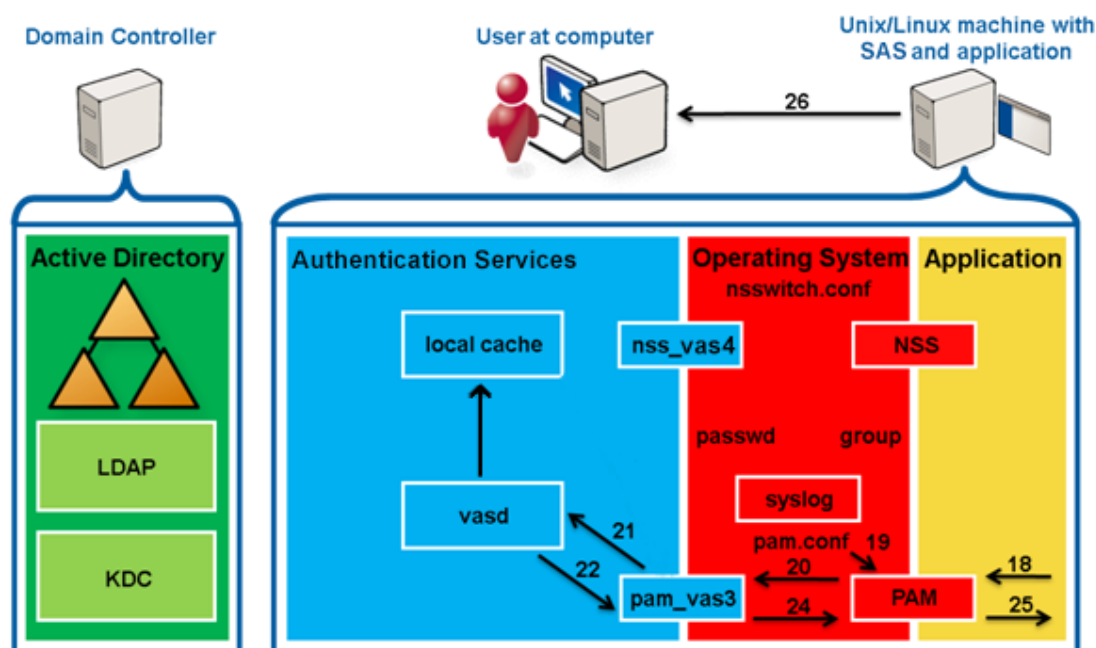 Domain Controller
User at computer
Unix/Linux machine with
SAS and application
26
Active Directory
LDAP
KDC
Authentication Services
local cache
nss_vas4
vasd
21
22
pam_vas3
Operating System
nsswitch.conf
NSS
passwd
group
syslog
pam.conf
19
20
24
PAM
Application
18
25